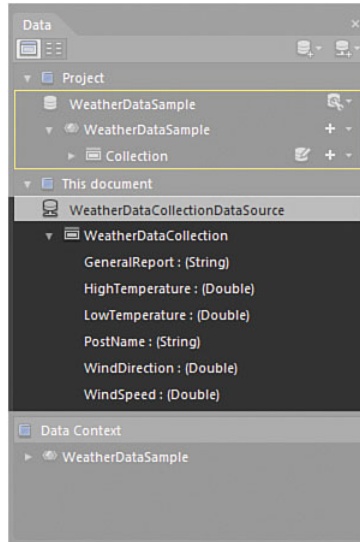 Data
Project
WeatherDataSample
WeatherDataSample
Collection
This document
WeatherDataCollectionDataSource
WeatherDataCollection
GeneralReport : (String)
HighTemperature : (Double)
LowTemperature : (Double)
PostName : (String)
WindDirection : (Double)
WindSpeed : (Double)
Data Context
WeatherDataSample